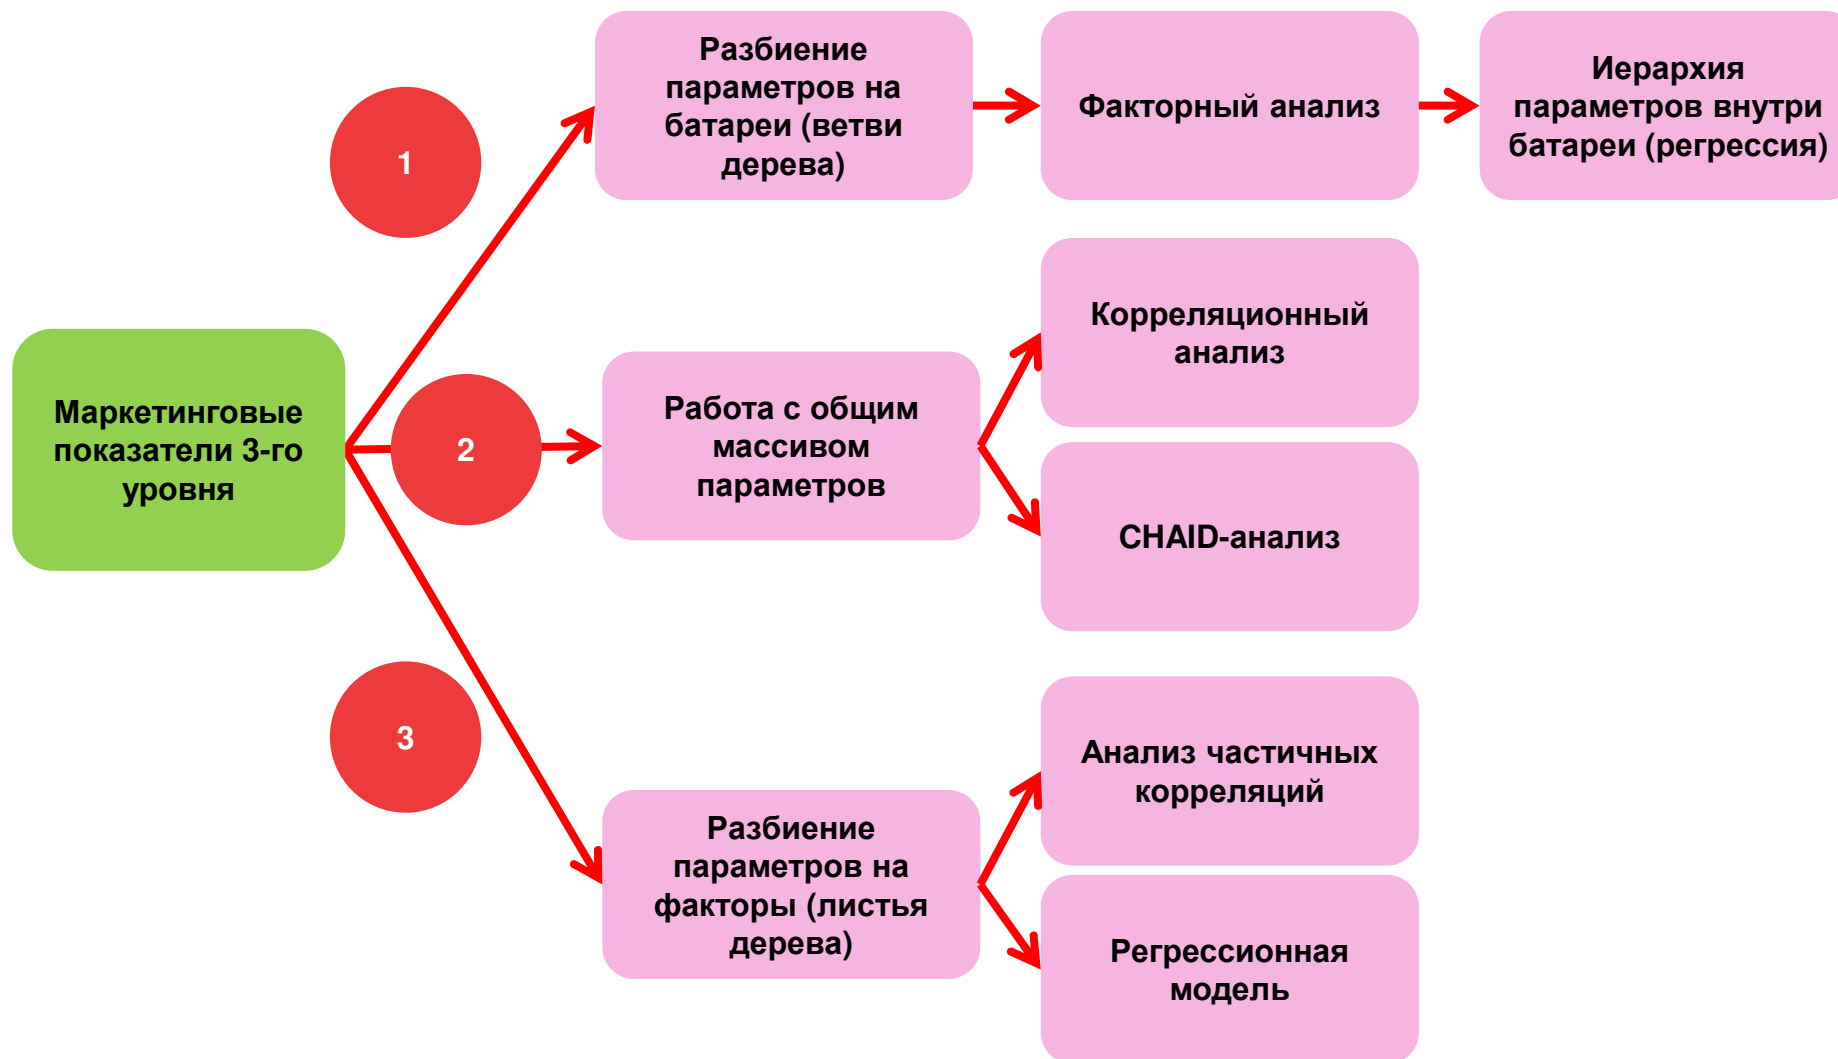 Разбиение
параметров на
батареи (ветви
дерева)
Факторный анализ
Иерархия
параметров внутри
батареи (регрессия)
1
Корреляционный
анализ
Маркетинговые
показатели 3-го
уровня
2
Работа с общим
массивом
параметров
CHAID-анализ
3
Анализ частичных
корреляций
Разбиение
параметров на
факторы (листья
дерева)
Регрессионная
модель